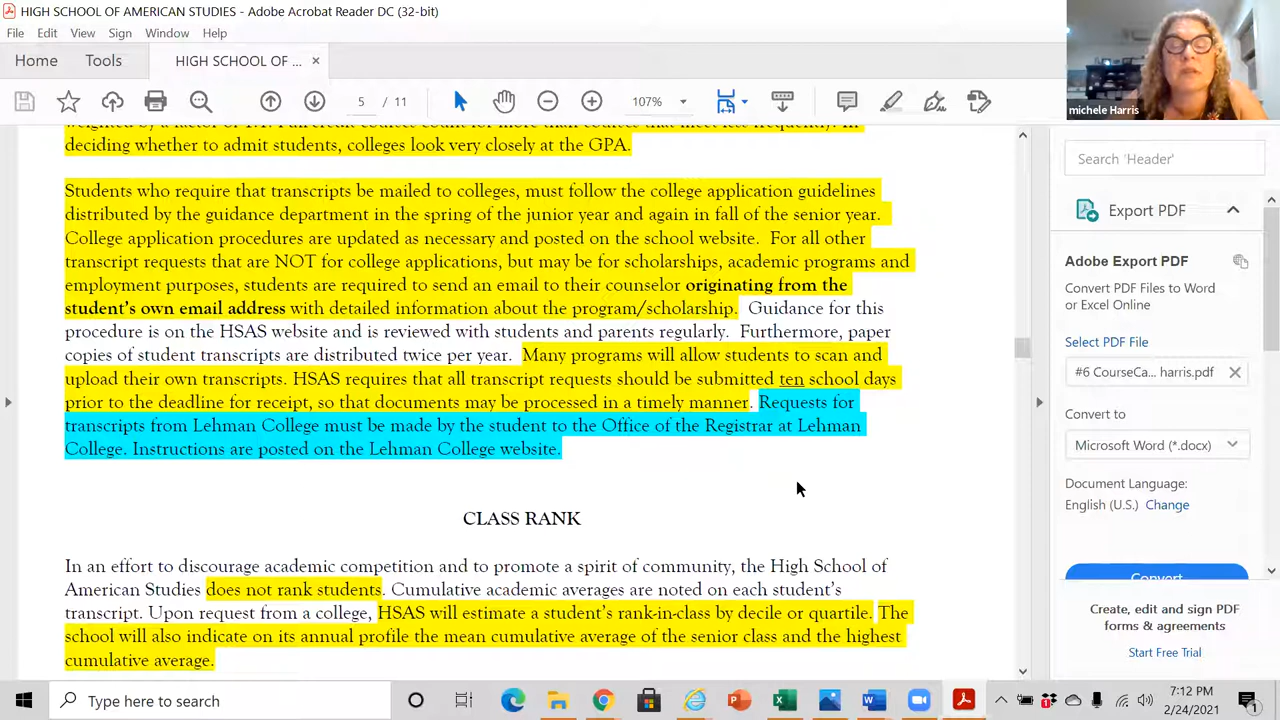 HIGH SCHOOL OF AMERICAN STUDIES - Adobe Acrobat Reader DC (32-bit)
File Edit View Sign Window Help
Home Tools HIGH SCHOOL OF ... ×
5 / 11 107%
deciding whether to admit students, colleges look very closely at the GPA.
Students who require that transcripts be mailed to colleges, must follow the college application guidelines
distributed by the guidance department in the spring of the junior year and again in fall of the senior year.
College application procedures are updated as necessary and posted on the school website. For all other
transcript requests that are NOT for college applications, but may be for scholarships, academic programs and
employment purposes, students are required to send an email to their counselor originating from the
student's own email address with detailed information about the program/scholarship. Guidance for this
procedure is on the HSAS website and is reviewed with students and parents regularly. Furthermore, paper
copies of student transcripts are distributed twice per year. Many programs will allow students to scan and
upload their own transcripts. HSAS requires that all transcript requests should be submitted ten school days
prior to the deadline for receipt, so that documents may be processed in a timely manner. Requests for
transcripts from Lehman College must be made by the student to the Office of the Registrar at Lehman
College. Instructions are posted on the Lehman College website.
CLASS RANK
In an effort to discourage academic competition and to promote a spirit of community, the High School of
American Studies does not rank students. Cumulative academic averages are noted on each student's
transcript. Upon request from a college, HSAS will estimate a student's rank-in-class by decile or quartile. The
school will also indicate on its annual profile the mean cumulative average of the senior class and the highest
cumulative average.
michele Harris
Search 'Header'
Export PDF
Adobe Export PDF
Convert PDF Files to Word
or Excel Online
Select PDF File
#6 CourseCa... harris.pdf
Convert to
Microsoft Word (*.docx)
Document Language:
English (U.S.) Change
Convert
Create, edit and sign PDF
forms & agreements
Start Free Trial
Type here to search
7:12 PM
2/24/2021